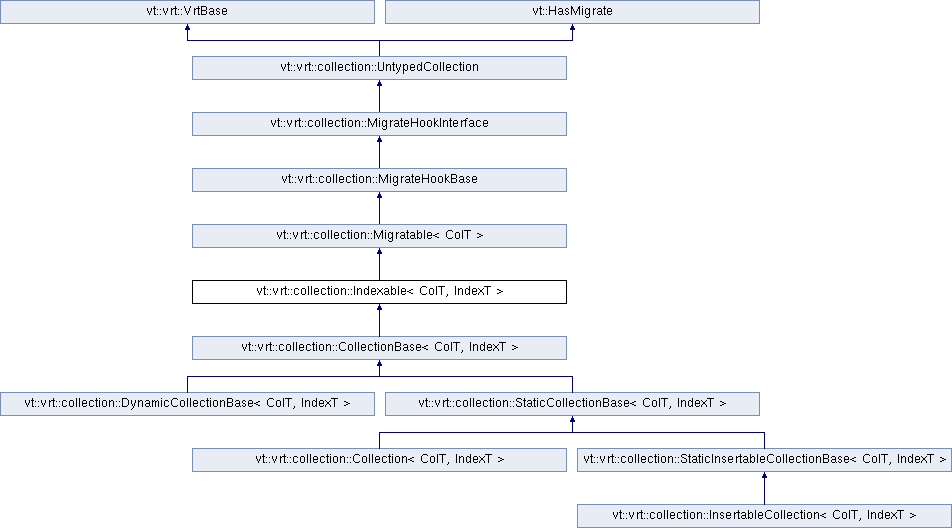 vt::vrt::VrtBase
vt::HasMigrate
vt::vrt::collection::UntypedCollection
vt::vrt::collection::MigrateHookInterface
vt::vrt::collection::MigrateHookBase
vt::vrt::collection::Migratable< ColT >
vt::vrt::collection::Indexable< ColT, IndexT >
vt::vrt::collection::CollectionBase< ColT, IndexT >
vt::vrt::collection::DynamicCollectionBase< ColT, IndexT >
vt::vrt::collection::StaticCollectionBase< ColT, IndexT >
vt::vrt::collection::Collection< ColT, IndexT >
vt::vrt::collection::StaticInsertableCollectionBase< ColT, IndexT >
vt::vrt::collection::InsertableCollection< ColT, IndexT >